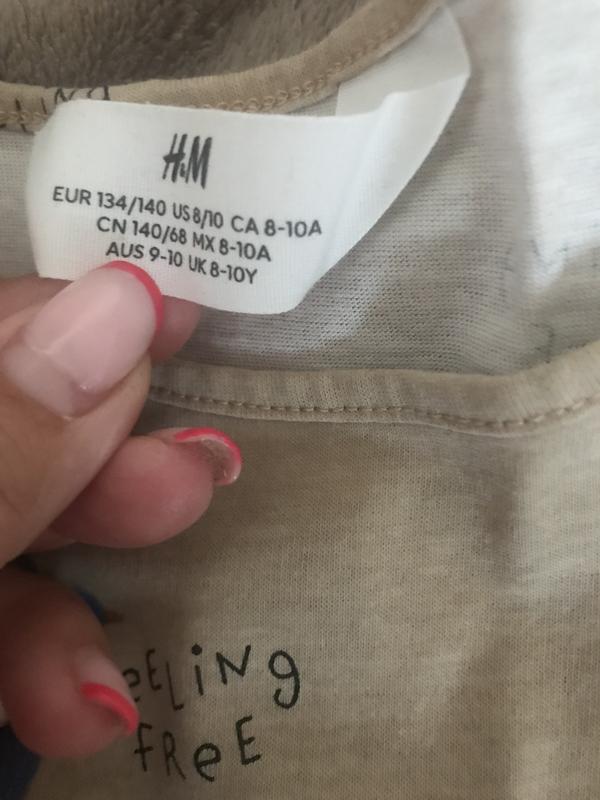 H&M
EUR 134/140 US 8/10 CA 8-10A
CN 140/68 MX 8-10A
AUS 9-10 UK 8-10Y
eELiNg
fReE